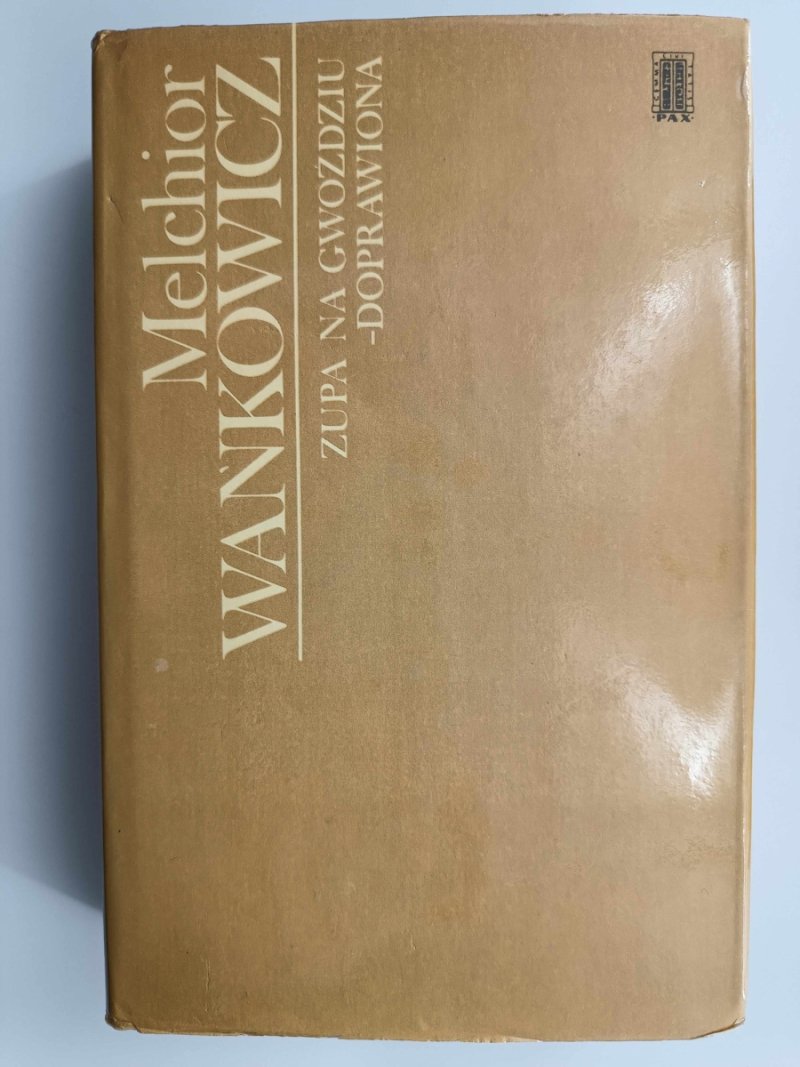 Melchior
WAŃKOWICZ
ZUPA NA GWOŹDZIU
-DOPRAWIONA
·PAX·